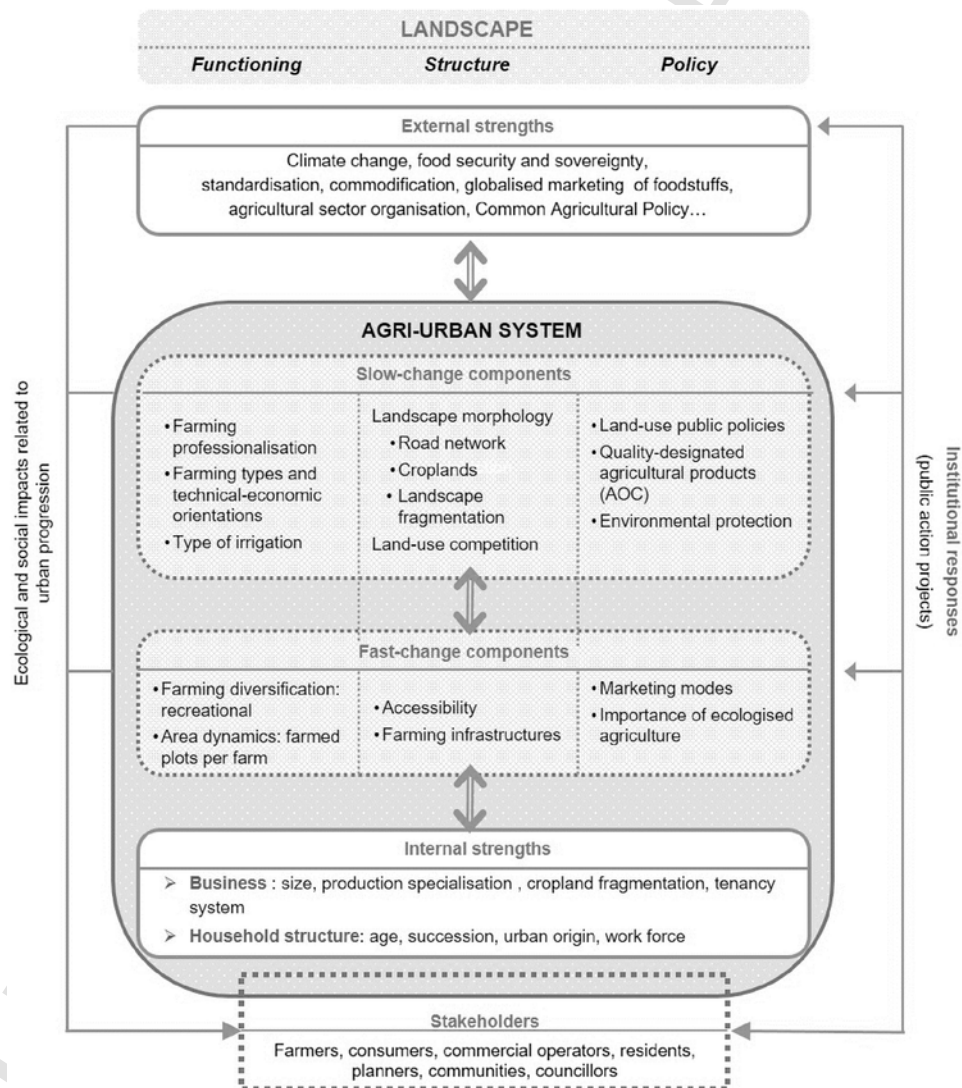 LANDSCAPE
Functioning Structure Policy
External strengths
Climate change, food security and sovereignty,
standardisation, commodification, globalised marketing of foodstuffs,
agricultural sector organisation, Common Agricultural Policy…
AGRI-URBAN SYSTEM
Slow-change components
•Farming
professionalisation
•Farming types and
technical-economic
orientations
•Type of irrigation
Landscape morphology
•Road network
•Croplands
•Landscape
fragmentation
Land-use competition
•Land-use public policies
•Quality-designated
agricultural products
(AOC)
•Environmental protection
Fast-change components
•Farming diversification:
recreational
•Area dynamics: farmed
plots per farm
•Accessibility
•Farming infrastructures
•Marketing modes
•Importance of ecologised
agriculture
Internal strengths
➢ Business : size, production specialisation , cropland fragmentation, tenancy
system
➢ Household structure: age, succession, urban origin, work force
Stakeholders
Farmers, consumers, commercial operators, residents,
planners, communities, councillors
Ecological and social impacts related to
urban progression
Institutional responses
(public action projects)